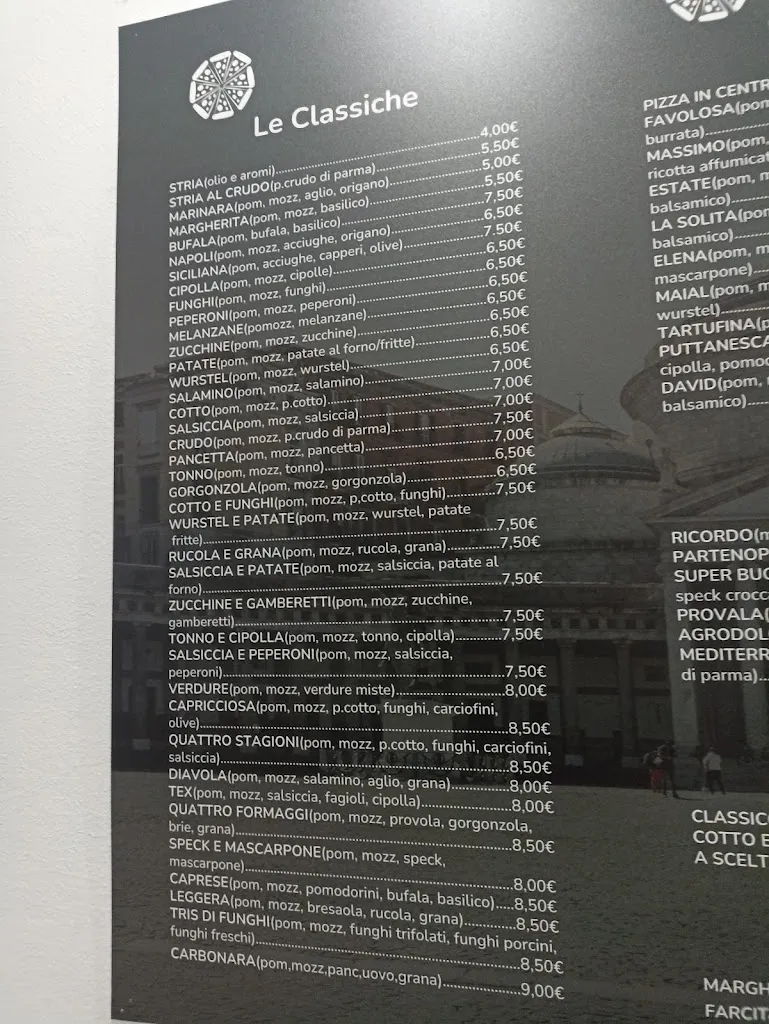 Le Classiche
STRIA(olio e aromi)..........4,00€
STRIA AL CRUDO(p.crudo di parma)..........5,50€
MARINARA(pom, mozz, aglio, origano)..........5,00€
MARGHERITA(pom, mozz, basilico)..........5,50€
BUFALA(pom, bufala, basilico)..........7,50€
NAPOLI(pom, mozz, acciughe, origano)..........6,50€
SICILIANA(pom, acciughe, capperi, olive)..........7.50€
CIPOLLA(pom, mozz, cipolle)..........6,50€
FUNGHI(pom, mozz, funghi)..........6,50€
PEPERONI(pom, mozz, peperoni)..........6,50€
MELANZANE(pomozz, melanzane)..........6,50€
ZUCCHINE(pom, mozz, zucchine)..........6,50€
PATATE(pom, mozz, patate al forno/fritte)..........6,50€
WURSTEL(pom, mozz, wurstel)..........6,50€
SALAMINO(pom, mozz, salamino)..........7,00€
COTTO(pom, mozz, p.cotto)..........7,00€
SALSICCIA(pom, mozz, salsiccia)..........7,00€
CRUDO(pom, mozz, p.crudo di parma)..........7,50€
PANCETTA(pom, mozz, pancetta)..........7,00€
TONNO(pom, mozz, tonno)..........6,50€
GORGONZOLA(pom, mozz, gorgonzola)..........6,50€
COTTO E FUNGHI(pom, mozz, p,cotto, funghi)..........7,50€
WURSTEL E PATATE(pom, mozz, wurstel, patate
fritte)..........7,50€
RUCOLA E GRANA(pom, mozz, rucola, grana)..........7,50€
SALSICCIA E PATATE(pom, mozz, salsiccia, patate al
forno)..........7,50€
ZUCCHINE E GAMBERETTI(pom, mozz, zucchine,
gamberetti)..........7,50€
TONNO E CIPOLLA(pom, mozz, tonno, cipolla)..........7,50€
SALSICCIA E PEPERONI(pom, mozz, salsiccia,
peperoni)..........7,50€
VERDURE(pom, mozz, verdure miste)..........8,00€
CAPRICCIOSA(pom, mozz, p.cotto, funghi, carciofini,
olive)..........8,50€
QUATTRO STAGIONI(pom, mozz, p.cotto, funghi, carciofini,
salsiccia)..........8,50€
DIAVOLA(pom, mozz, salamino, aglio, grana)..........8,00€
TEX(pom, mozz, salsiccia, fagioli, cipolla)..........8,00€
QUATTRO FORMAGGI(pom, mozz, provola, gorgonzola,
brie, grana)..........8,50€
SPECK E MASCARPONE(pom, mozz, speck,
mascarpone)..........8,00€
CAPRESE(pom, mozz, pomodorini, bufala, basilico).....8,50€
LEGGERA(pom, mozz, bresaola, rucola, grana)..........8,50€
TRIS DI FUNGHI(pom, mozz, funghi trifolati, funghi porcini,
funghi freschi)..........8,50€
CARBONARA(pom,mozz,panc,uovo,grana)..........9,00€
PIZZA IN CENTR
FAVOLOSA(pom
burrata)..........
MASSIMO(pom,
ricotta affumicat
ESTATE(pom, m
balsamico)..........
LA SOLITA(pom
balsamico)..........
ELENA(pom, m
mascarpone)
MAIAL(pom, m
wurstel)
TARTUFINA(p
PUTTANESCA
cipolla, pomod
DAVID(pom,
balsamico)..........
RICORDO(m
PARTENOP
SUPER BUC
speck crocca
PROVALA(
AGRODOL
MEDITERR
di parma)...
CLASSICO
COTTO E
A SCELT
MARGH
FARCIT